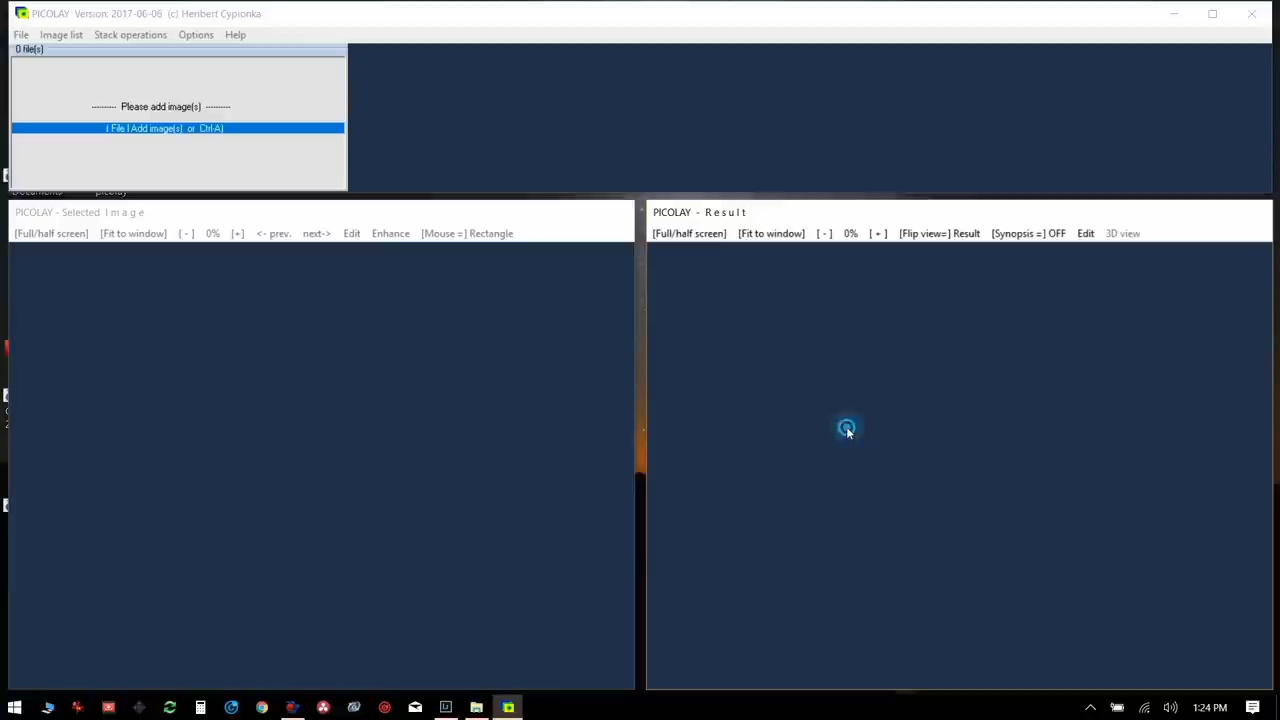 PICOLAY Version: 2017-06-06 (c) Heribert Cypionka
File Image list Stack operations Options Help
0 file(s)
---------- Please add image(s) ----------
( File | Add image(s) or Ctrl-A)
Documents picolay
PICOLAY - Selected I m a g e
[Full/half screen] [Fit to window] [ - ] 0% [+] <- prev. next-> Edit Enhance [Mouse =] Rectangle
PICOLAY - R e s u l t
[Full/half screen] [Fit to window] [ - ] 0% [ + ] [Flip view=] Result [Synopsis =] OFF Edit 3D view
1:24 PM